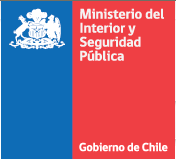 Ministerio del
Interior y
Seguridad
Pública
Gobierno de Chile